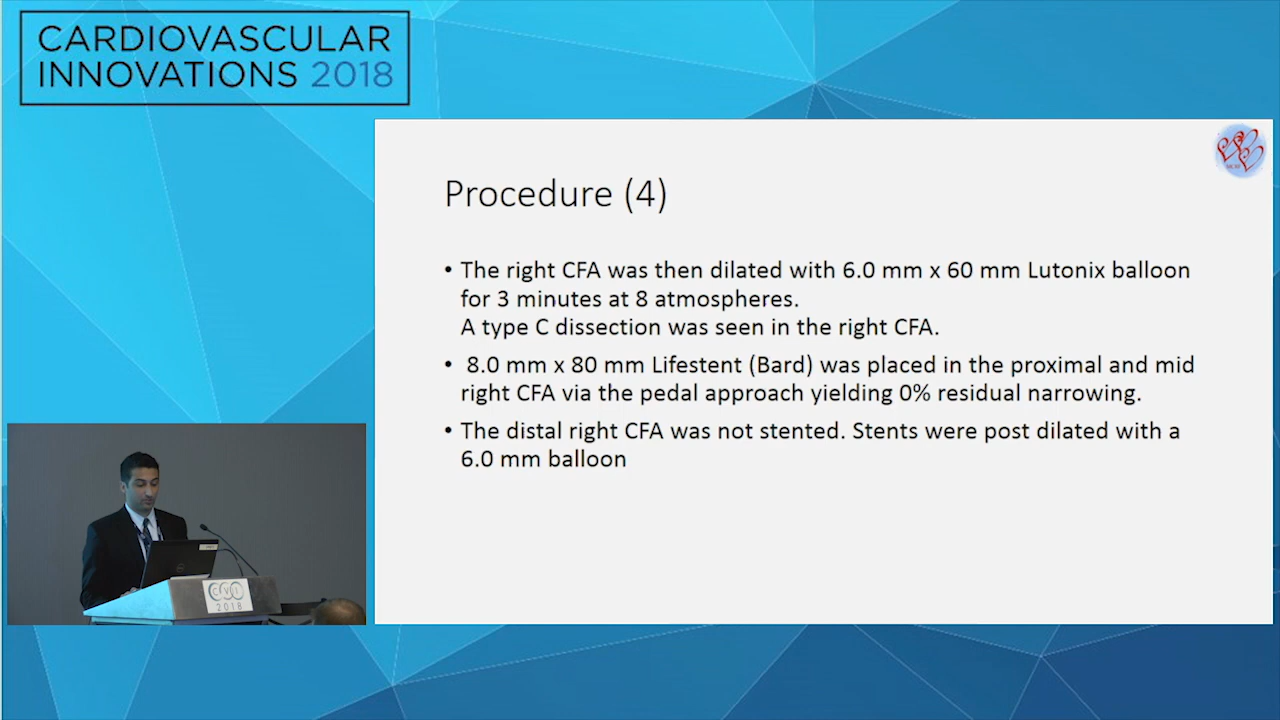 CARDIOVASCULAR
INNOVATIONS 2018
Procedure (4)
• The right CFA was then dilated with 6.0 mm x 60 mm Lutonix balloon
for 3 minutes at 8 atmospheres.
A type C dissection was seen in the right CFA.
• 8.0 mm x 80 mm Lifestent (Bard) was placed in the proximal and mid
right CFA via the pedal approach yielding 0% residual narrowing.
• The distal right CFA was not stented. Stents were post dilated with a
6.0 mm balloon
CVI
2018